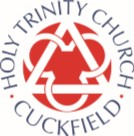 · HOLY TRINITY CHURCH ·
CUCKFIELD